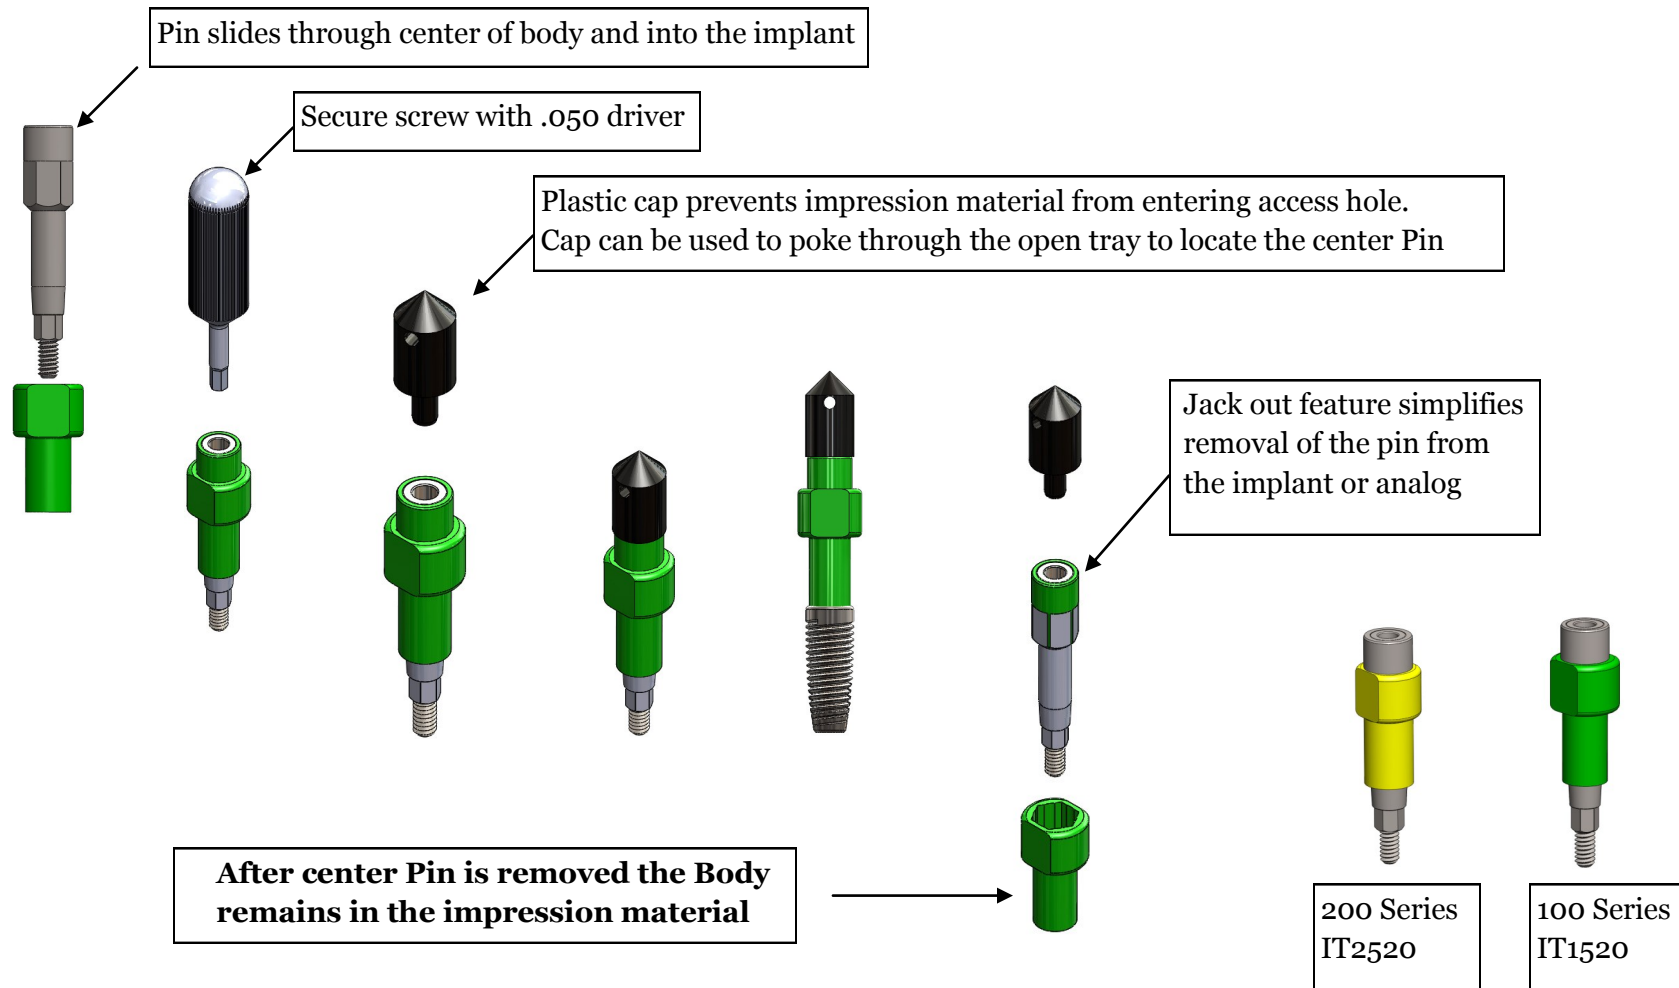 Pin slides through center of body and into the implant
Secure screw with .050 driver
Plastic cap prevents impression material from entering access hole.
Cap can be used to poke through the open tray to locate the center Pin
Jack out feature simplifies
removal of the pin from
the implant or analog
After center Pin is removed the Body
remains in the impression material
200 Series
IT2520
100 Series
IT1520